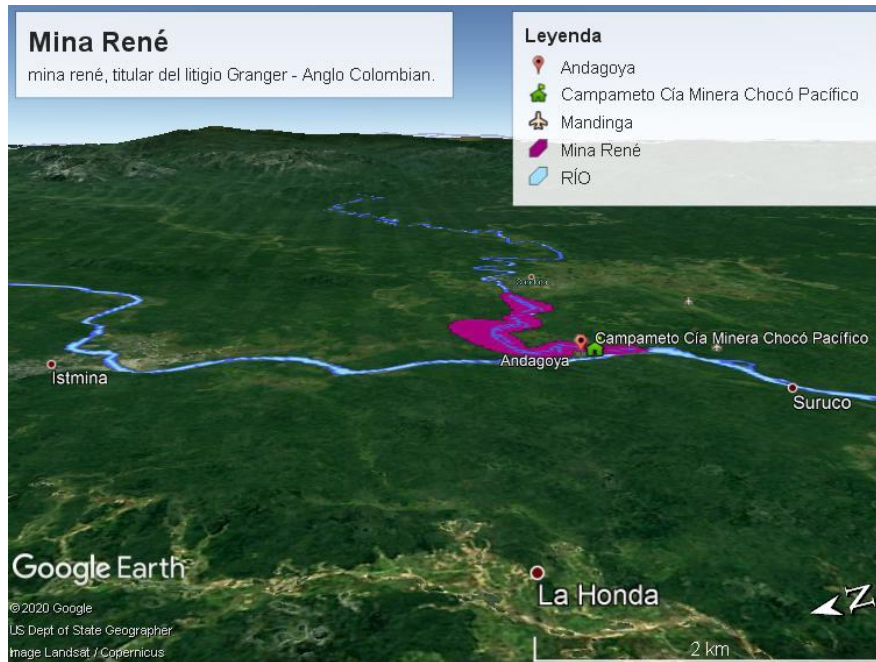 Mina René
mina rené, titular del litigio Granger - Anglo Colombian.
Leyenda
Andagoya
Campameto Cía Minera Chocó Pacífico
Mandinga
Mina René
RÍO
Campameto Cía Minera Chocó Pacífico
Andagoya
Istmina
Suruco
La Honda
Google Earth
©2020 Google
US Dept of State Geographer
Image Landsat / Copernicus
2 km
N